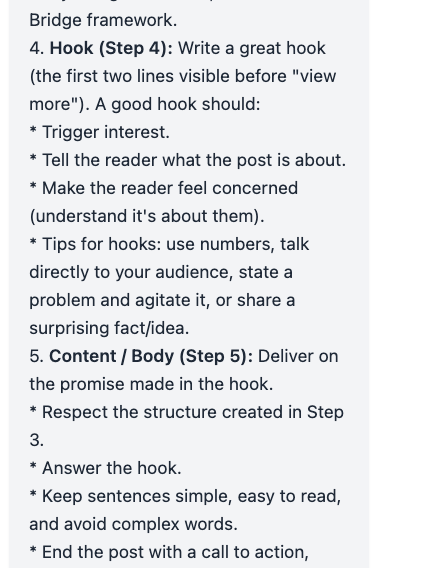 Bridge framework.
4. Hook (Step 4): Write a great hook
(the first two lines visible before "view
more"). A good hook should:
* Trigger interest.
* Tell the reader what the post is about.
* Make the reader feel concerned
(understand it's about them).
* Tips for hooks: use numbers, talk
directly to your audience, state a
problem and agitate it, or share a
surprising fact/idea.
5. Content / Body (Step 5): Deliver on
the promise made in the hook.
* Respect the structure created in Step
3.
* Answer the hook.
* Keep sentences simple, easy to read,
and avoid complex words.
* End the post with a call to action,